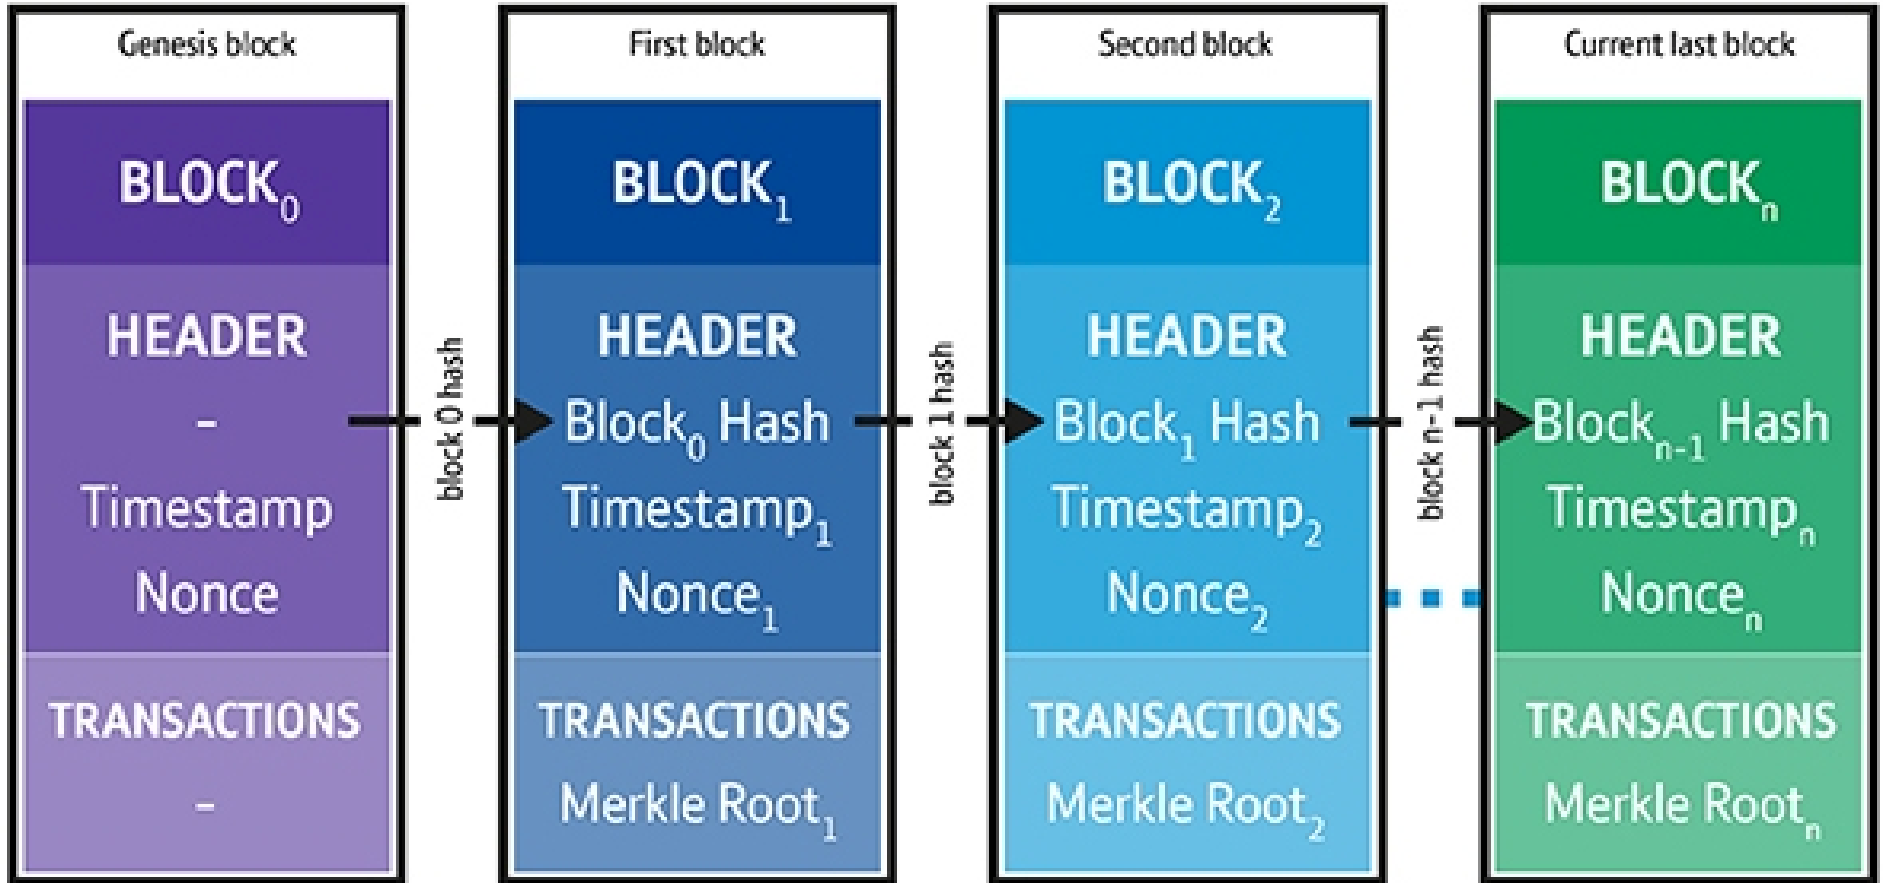 Genesis block
BLOCK0
HEADER
-
Timestamp
Nonce
TRANSACTIONS
-
block 0 hash
First block
BLOCK1
HEADER
Block0 Hash
Timestamp1
Nonce1
TRANSACTIONS
Merkle Root1
block 1 hash
Second block
BLOCK2
HEADER
Block1 Hash
Timestamp2
Nonce2
TRANSACTIONS
Merkle Root2
block n-1 hash
Current last block
BLOCKn
HEADER
Blockn-1 Hash
Timestampn
Noncen
TRANSACTIONS
Merkle Rootn